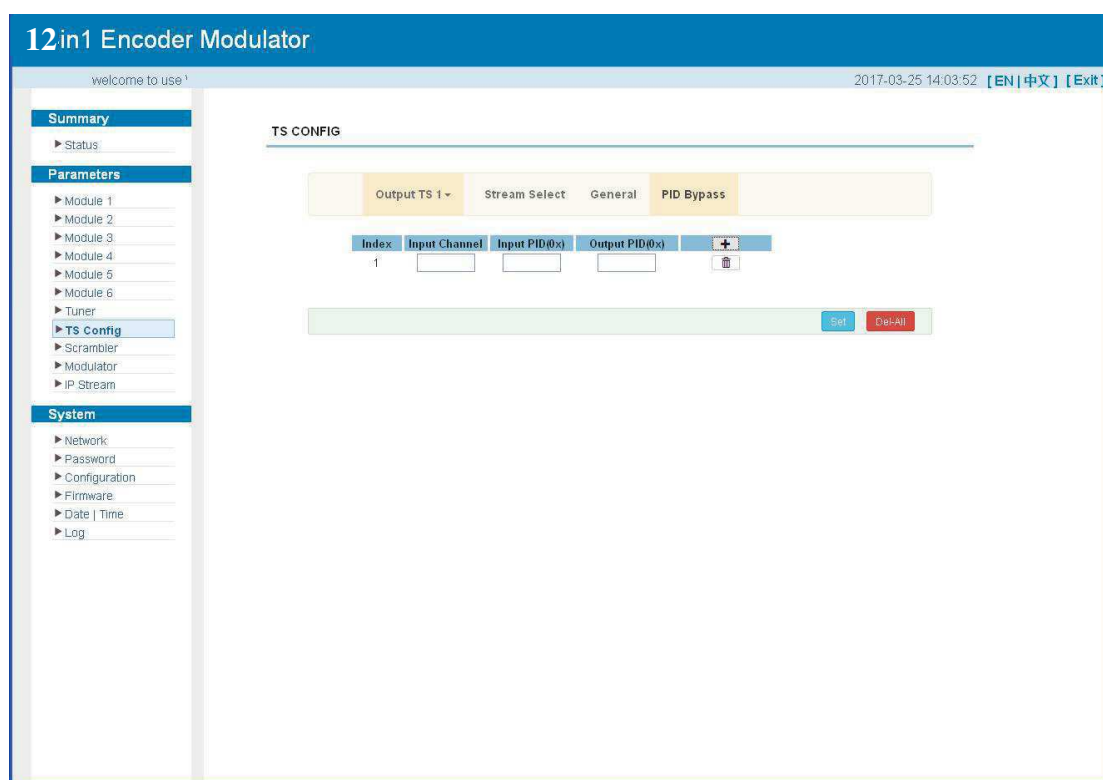 12 in1 Encoder Modulator
welcome to use
2017-03-25 14:03:52 [ EN | 中文 ] [ Exit ]
Summary
Status
Parameters
Module 1
Module 2
Module 3
Module 4
Module 5
Module 6
Tuner
TS Config
Scrambler
Modulator
IP Stream
System
Network
Password
Configuration
Firmware
Date | Time
Log
TS CONFIG
Output TS 1 Stream Select General PID Bypass
Index Input Channel Input PID(0x) Output PID(0x) +
1
Set Del-All